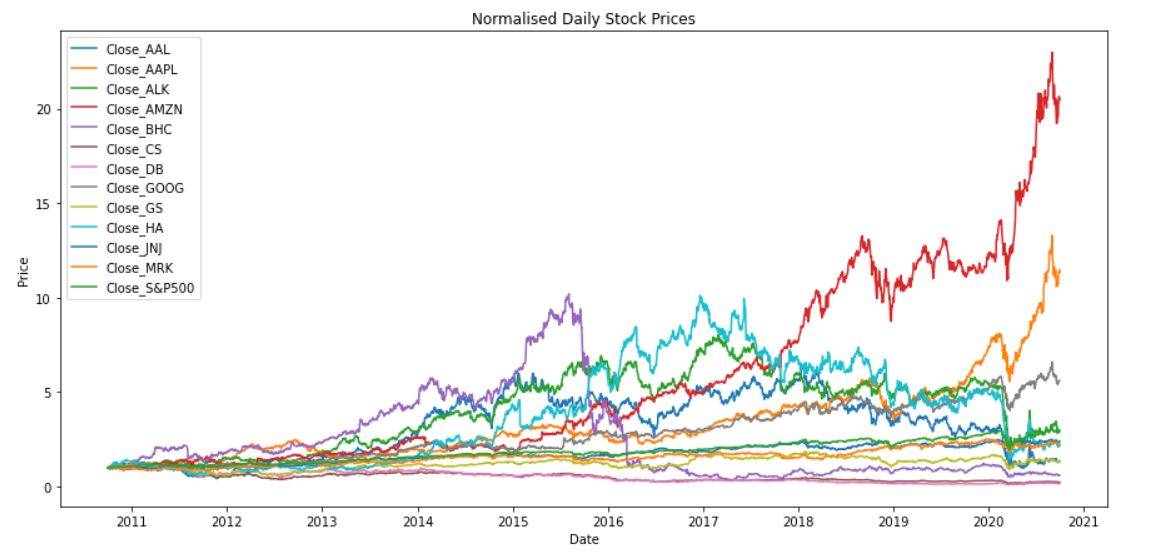 Normalised Daily Stock Prices
Close_AAL
Close_AAPL
Close_ALK
Close_AMZN
Close_BHC
Close_CS
Close_DB
Close_GOOG
Close_GS
Close_HA
Close_JNJ
Close_MRK
Close_S&P500
Price
20
15
10
5
0
2011 2012 2013 2014 2015 2016 2017 2018 2019 2020 2021
Date